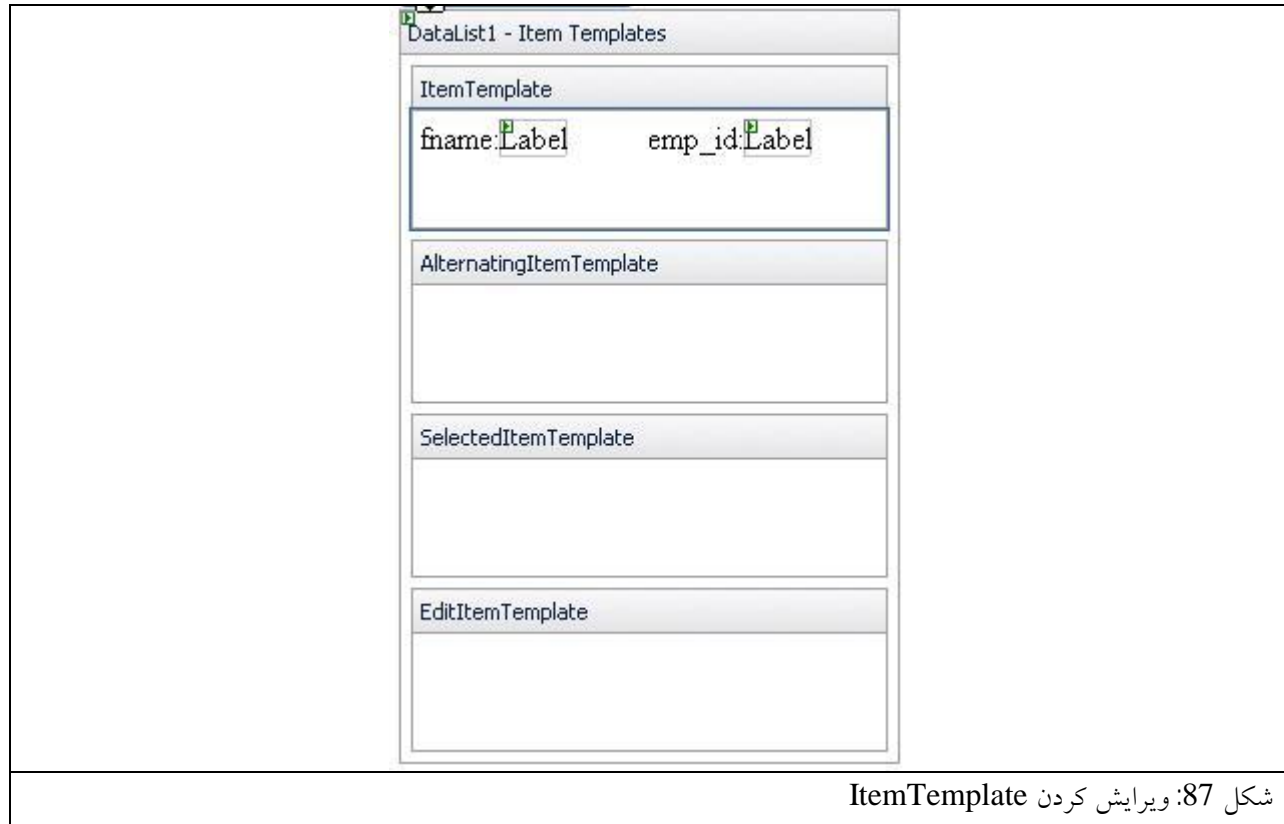 DataList1 - Item Templates
ItemTemplate
fname:Label emp_id:Label
AlternatingItemTemplate
SelectedItemTemplate
EditItemTemplate
شکل 87: ویرایش کردن ItemTemplate